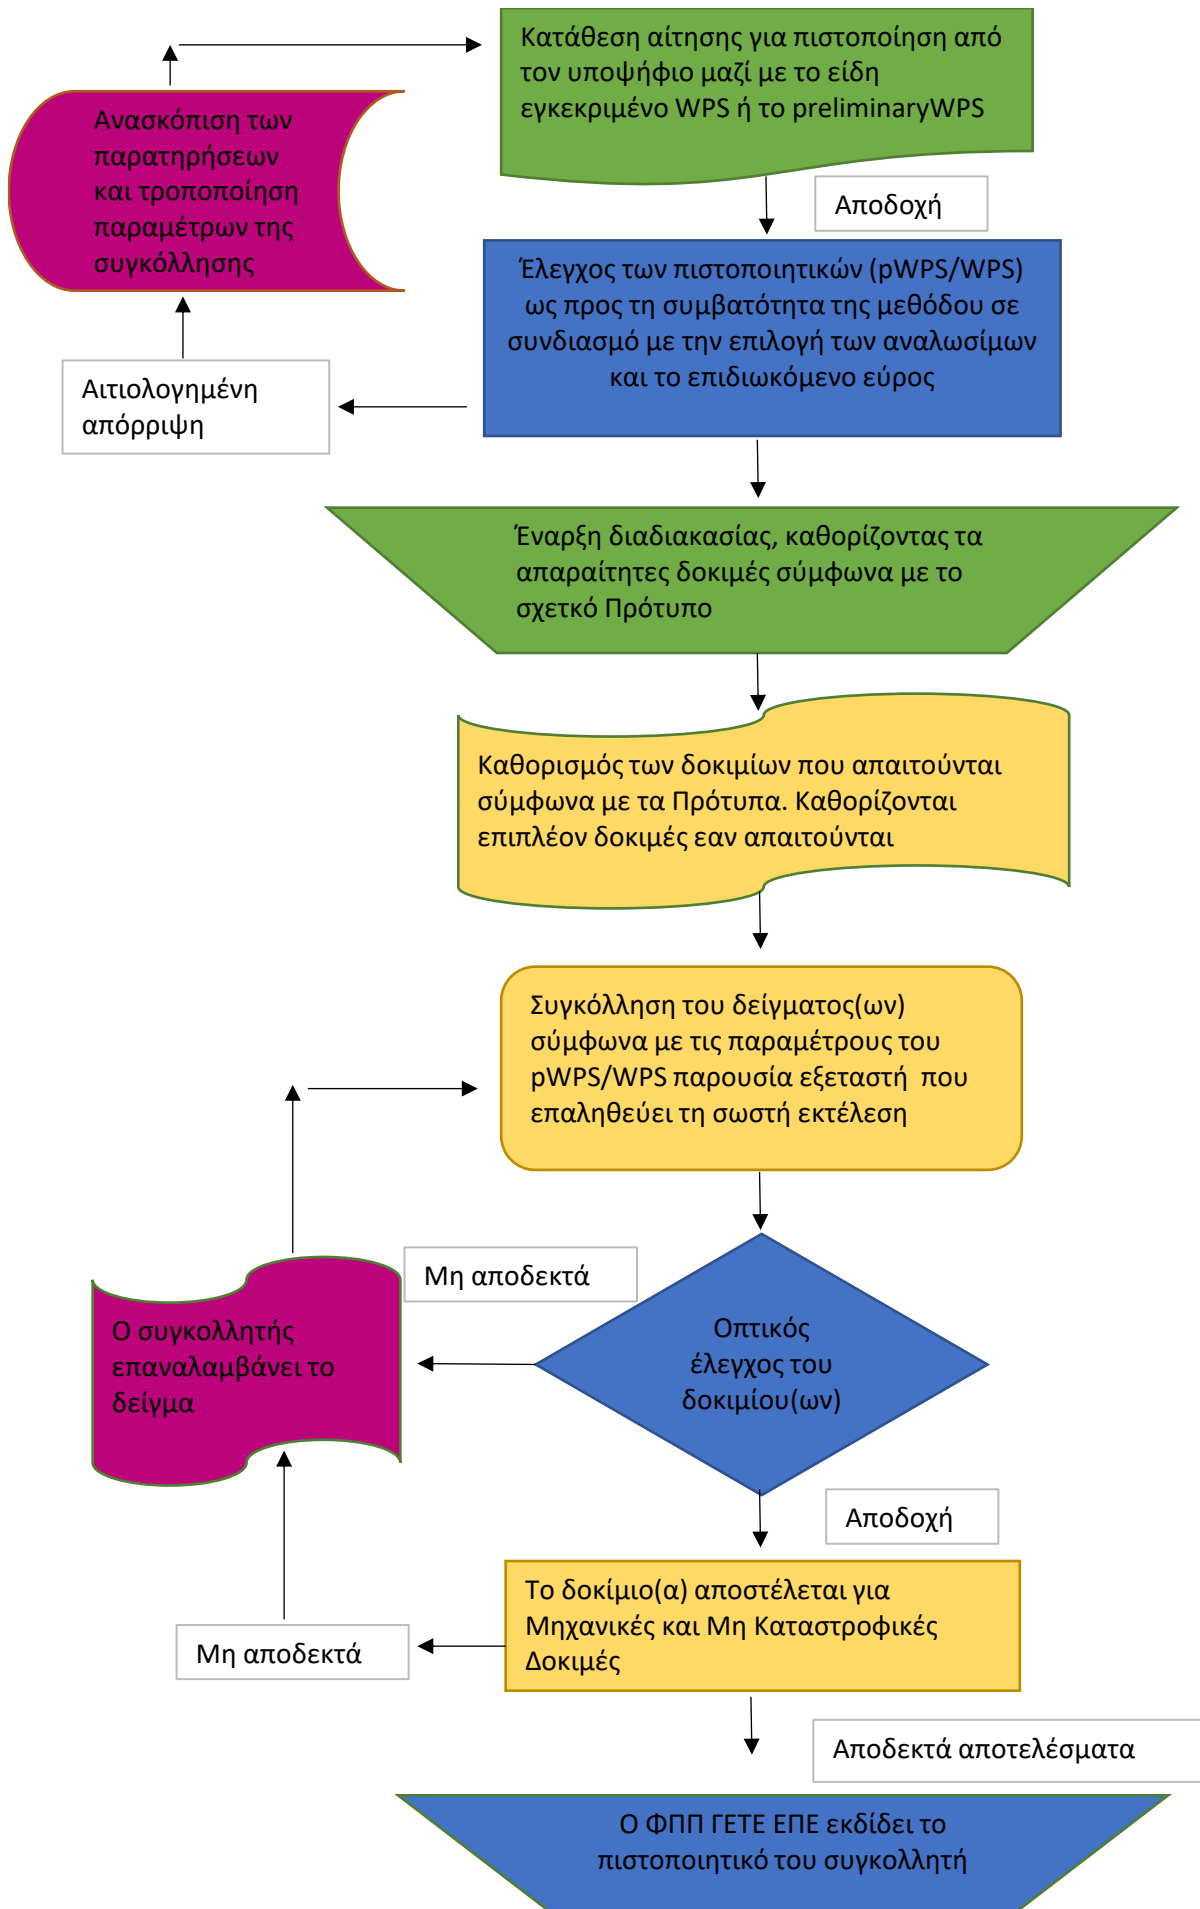 Κατάθεση αίτησης για πιστοποίηση από
τον υποψήφιο μαζί με το είδη
εγκεκριμένο WPS ή το preliminaryWPS
Ανασκόπιση των
παρατηρήσεων
και τροποποίηση
παραμέτρων της
συγκόλλησης
Αποδοχή
Έλεγχος των πιστοποιητικών (pWPS/WPS)
ως προς τη συμβατότητα της μεθόδου σε
συνδιασμό με την επιλογή των αναλωσίμων
και το επιδιωκόμενο εύρος
Αιτιολογημένη
απόρριψη
Έναρξη διαδιακασίας, καθορίζοντας τα
απαραίτητες δοκιμές σύμφωνα με το
σχετκό Πρότυπο
Καθορισμός των δοκιμίων που απαιτούνται
σύμφωνα με τα Πρότυπα. Καθορίζονται
επιπλέον δοκιμές εαν απαιτούνται
Συγκόλληση του δείγματος(ων)
σύμφωνα με τις παραμέτρους του
pWPS/WPS παρουσία εξεταστή  που
επαληθεύει τη σωστή εκτέλεση
Μη αποδεκτά
Ο συγκολλητής
επαναλαμβάνει το
δείγμα
Οπτικός
έλεγχος του
δοκιμίου(ων)
Αποδοχή
Το δοκίμιο(α) αποστέλεται για
Μηχανικές και Μη Καταστροφικές
Δοκιμές
Μη αποδεκτά
Αποδεκτά αποτελέσματα
Ο ΦΠΠ ΓΕΤΕ ΕΠΕ εκδίδει το
πιστοποιητικό του συγκολλητή